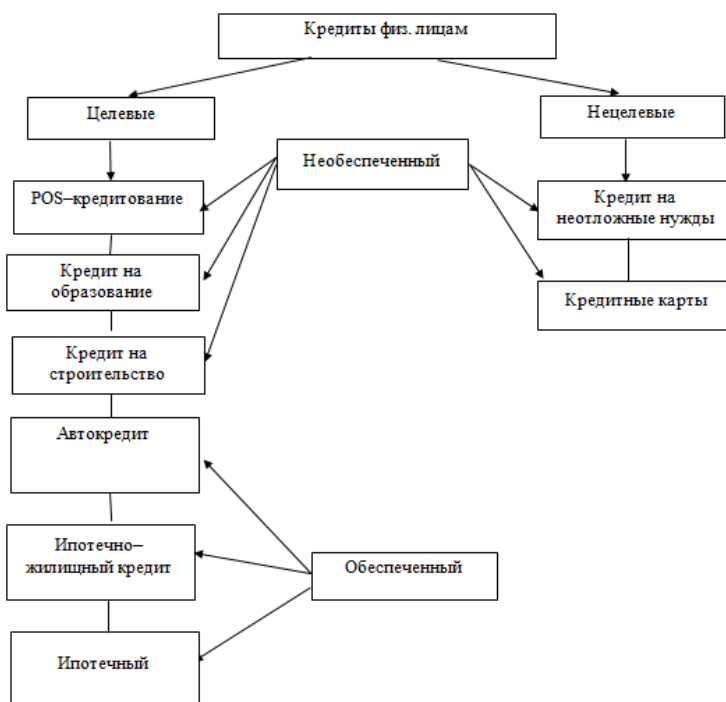 Кредиты физ. лицам
Целевые
Нецелевые
Необеспеченный
POS–кредитование
Кредит на
неотложные нужды
Кредит на
образование
Кредитные карты
Кредит на
строительство
Автокредит
Ипотечно–
жилищный кредит
Обеспеченный
Ипотечный